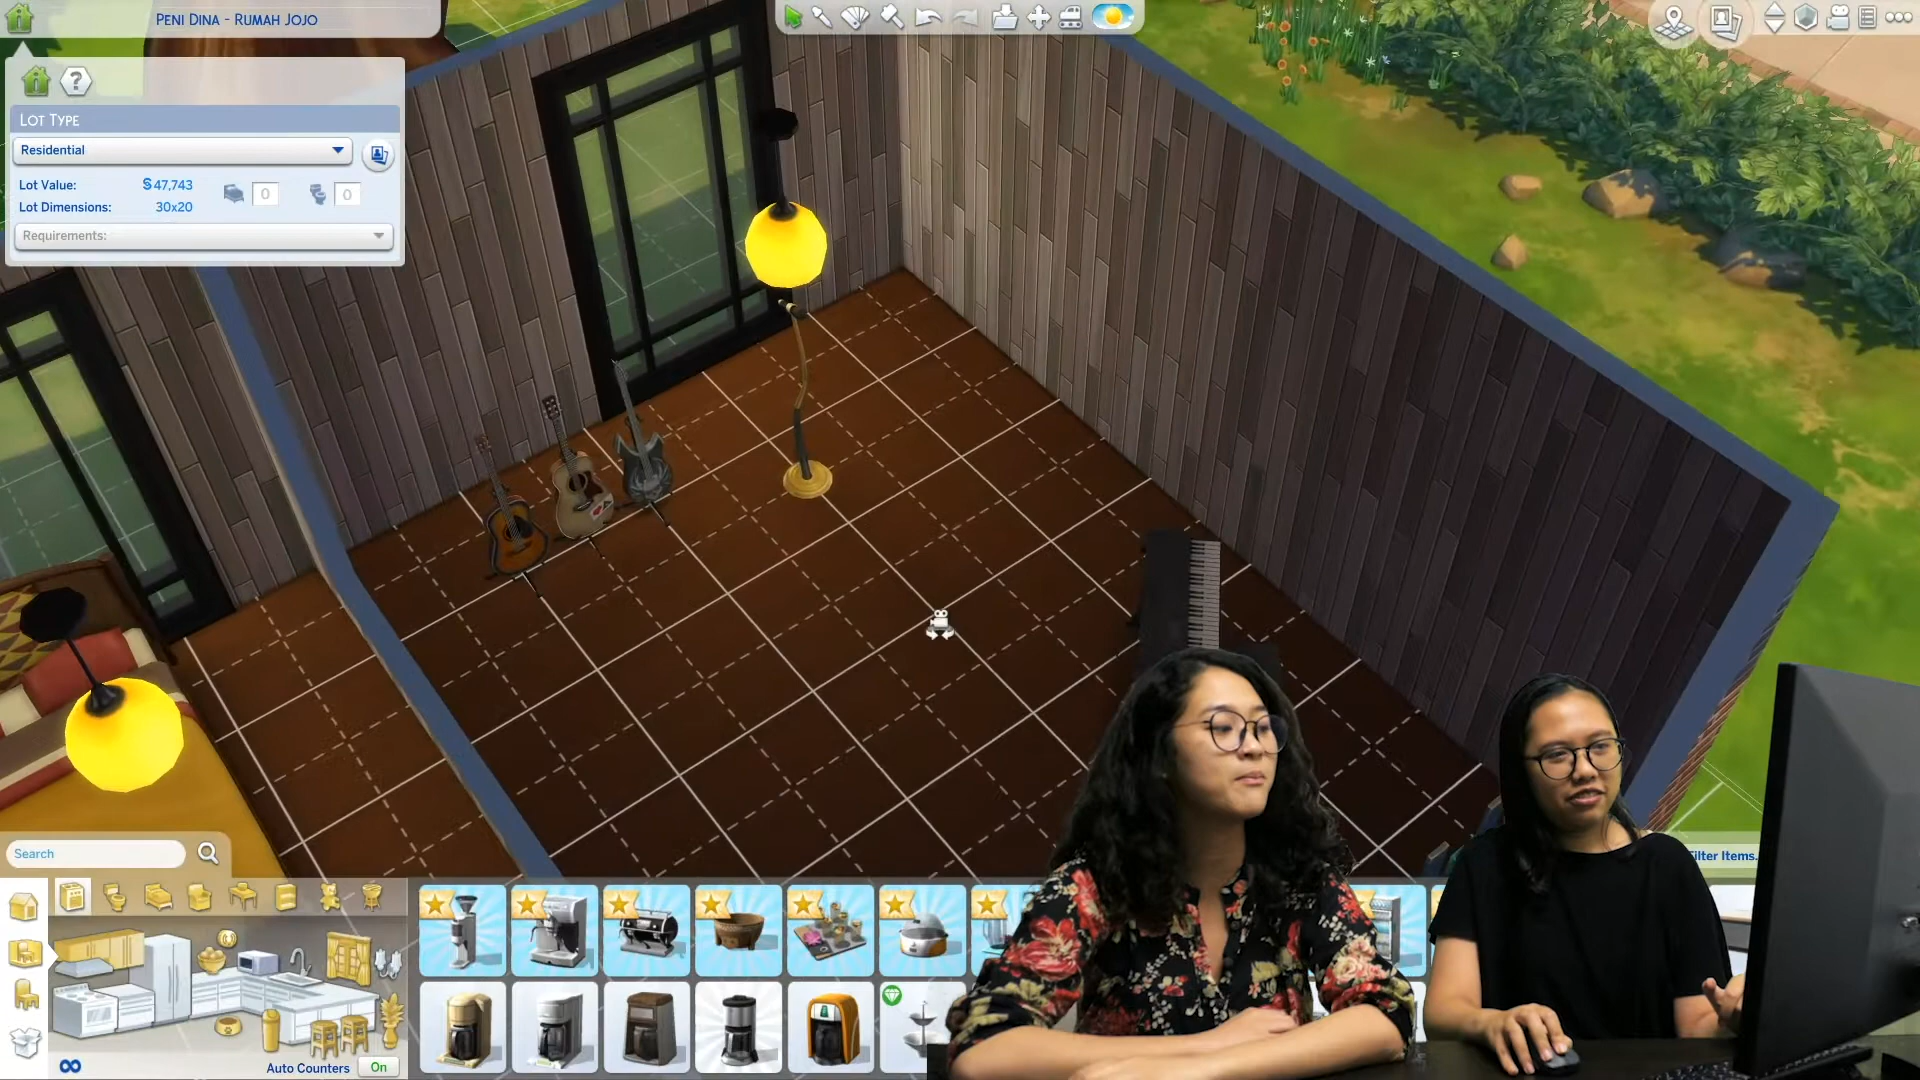 PENI DINA - RUMAH JOJO
?
LOT TYPE
Residential
Lot Value: §47,743 0 0
Lot Dimensions: 30x20
Requirements:
Search
Filter Items.
Auto Counters On